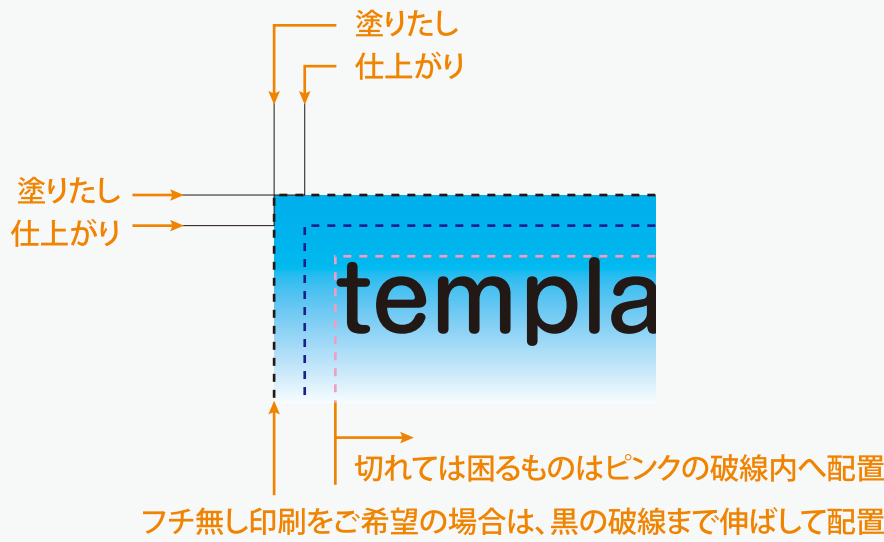 塗りたし
仕上がり
塗りたし
仕上がり
templa
切れては困るものはピンクの破線内へ配置
フチ無し印刷をご希望の場合は、黒の破線まで伸ばして配置